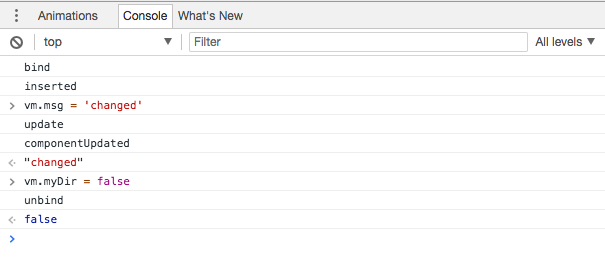 Animations Console What's New
top Filter All levels
bind
inserted
vm.msg = 'changed'
update
componentUpdated
"changed"
vm.myDir = false
unbind
false